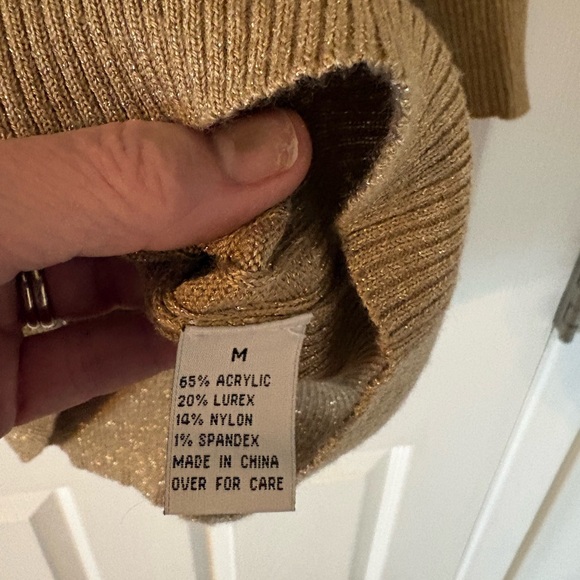 M
65% ACRYLIC
20% LUREX
14% NYLON
1% SPANDEX
MADE IN CHINA
OVER FOR CARE